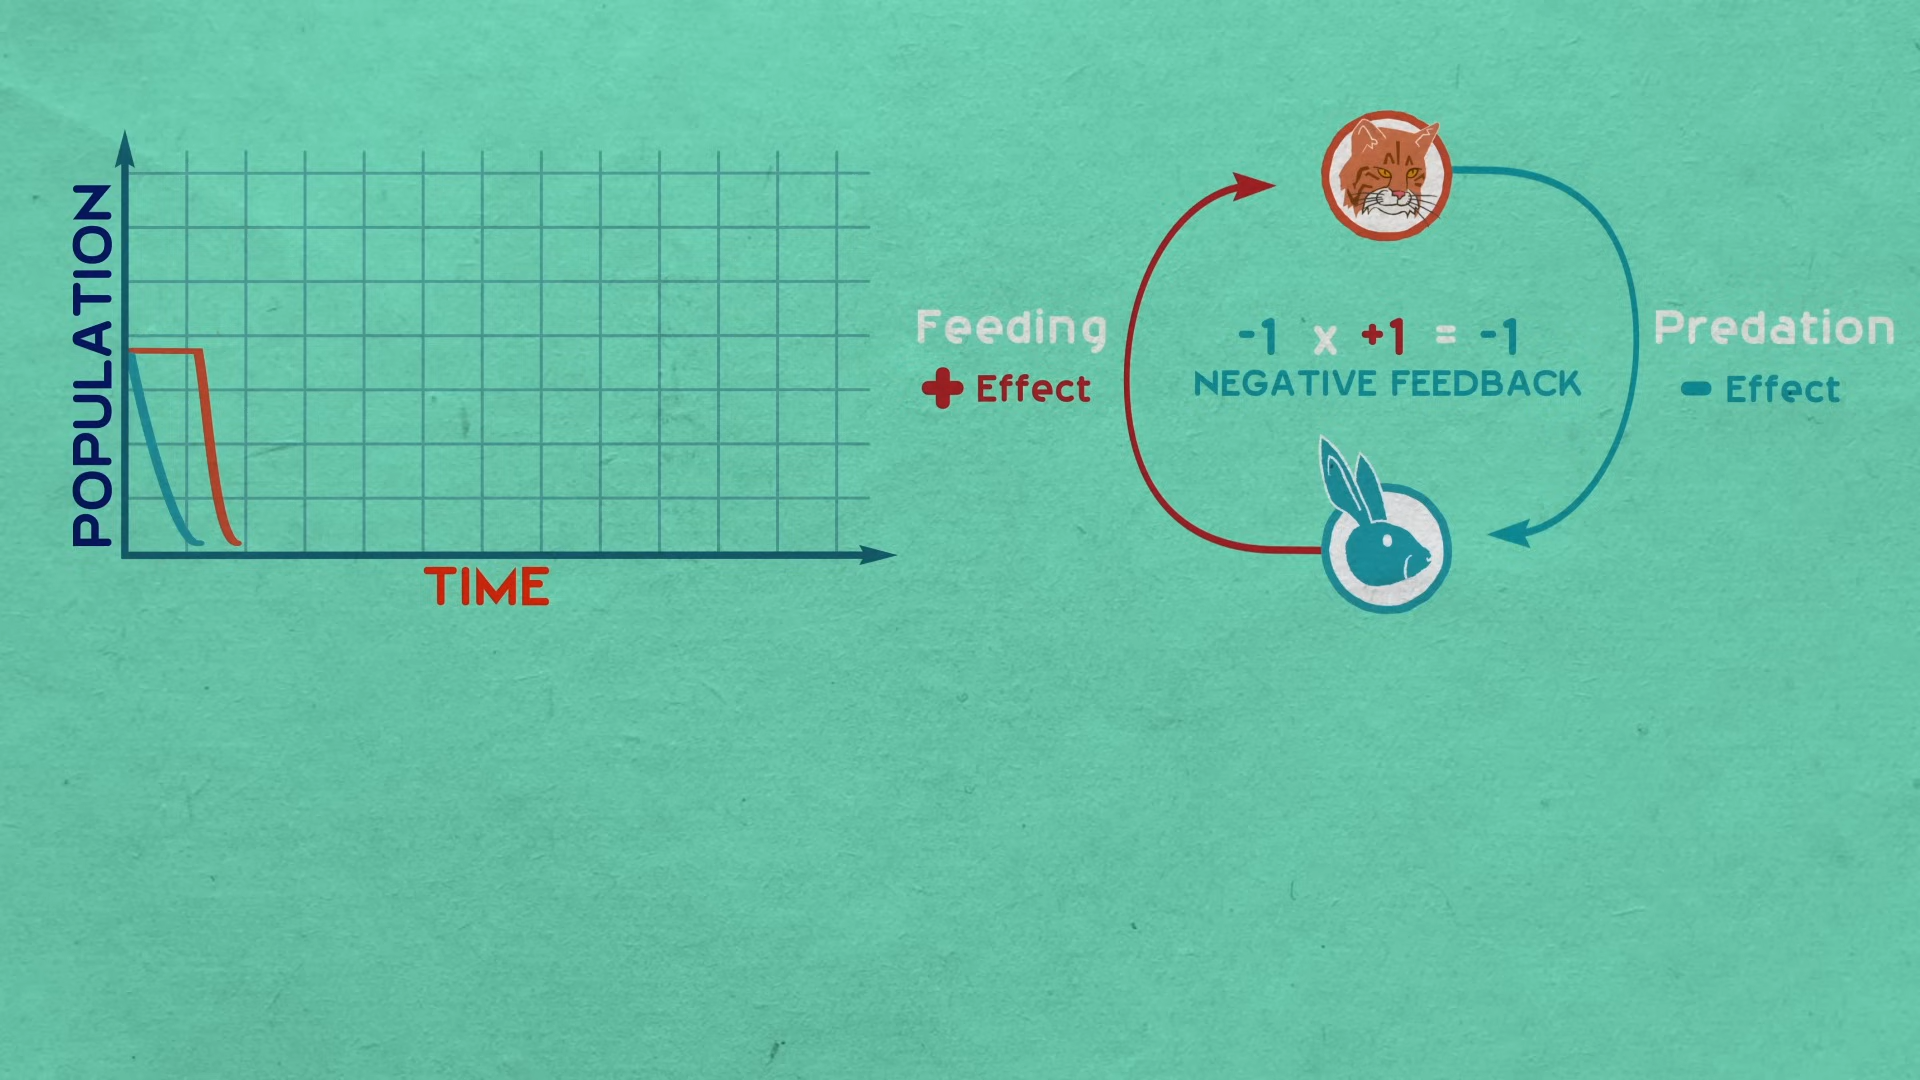 POPULATION
TIME
Feeding
+ Effect
-1 x +1 = -1
NEGATIVE FEEDBACK
Predation
- Effect